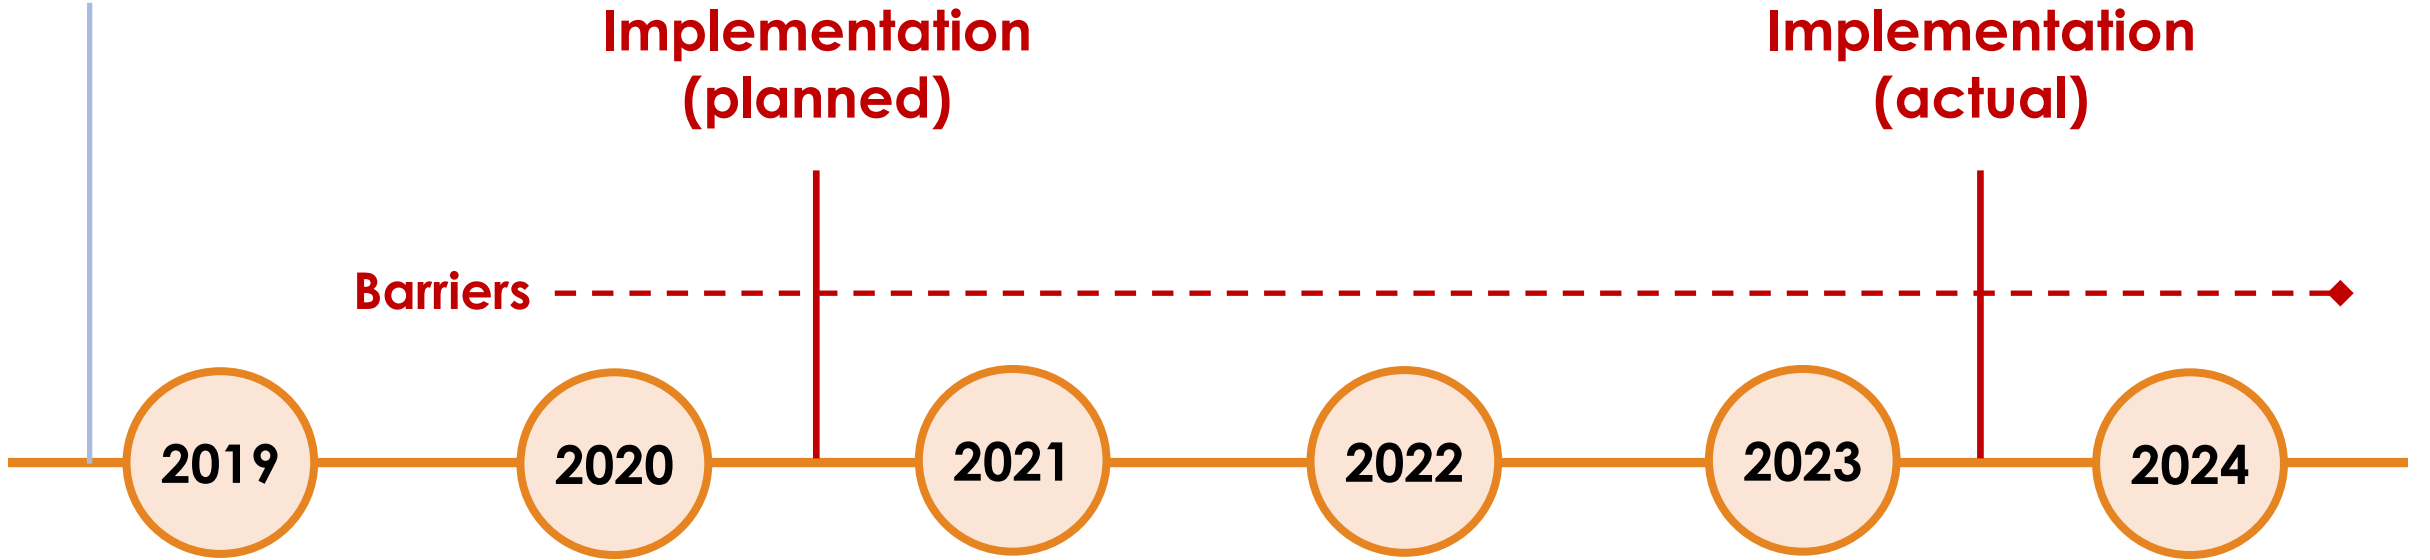 Implementation
(planned)
Implementation
(actual)
Barriers
2019
2020
2021
2022
2023
2024